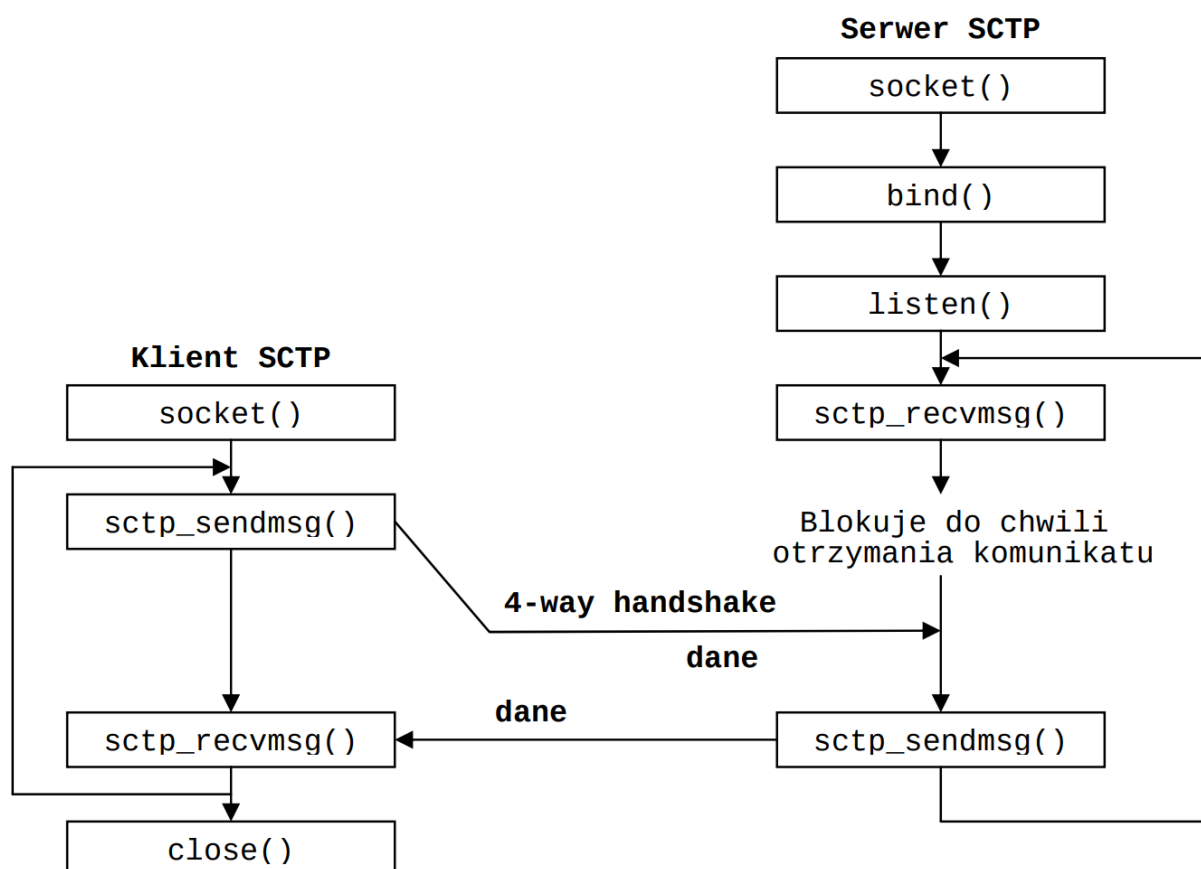 Serwer SCTP
socket()
bind()
listen()
Klient SCTP
socket()
sctp_recvmsg()
sctp_sendmsg()
Blokuje do chwili
otrzymania komunikatu
4-way handshake
dane
dane
sctp_recvmsg()
sctp_sendmsg()
close()